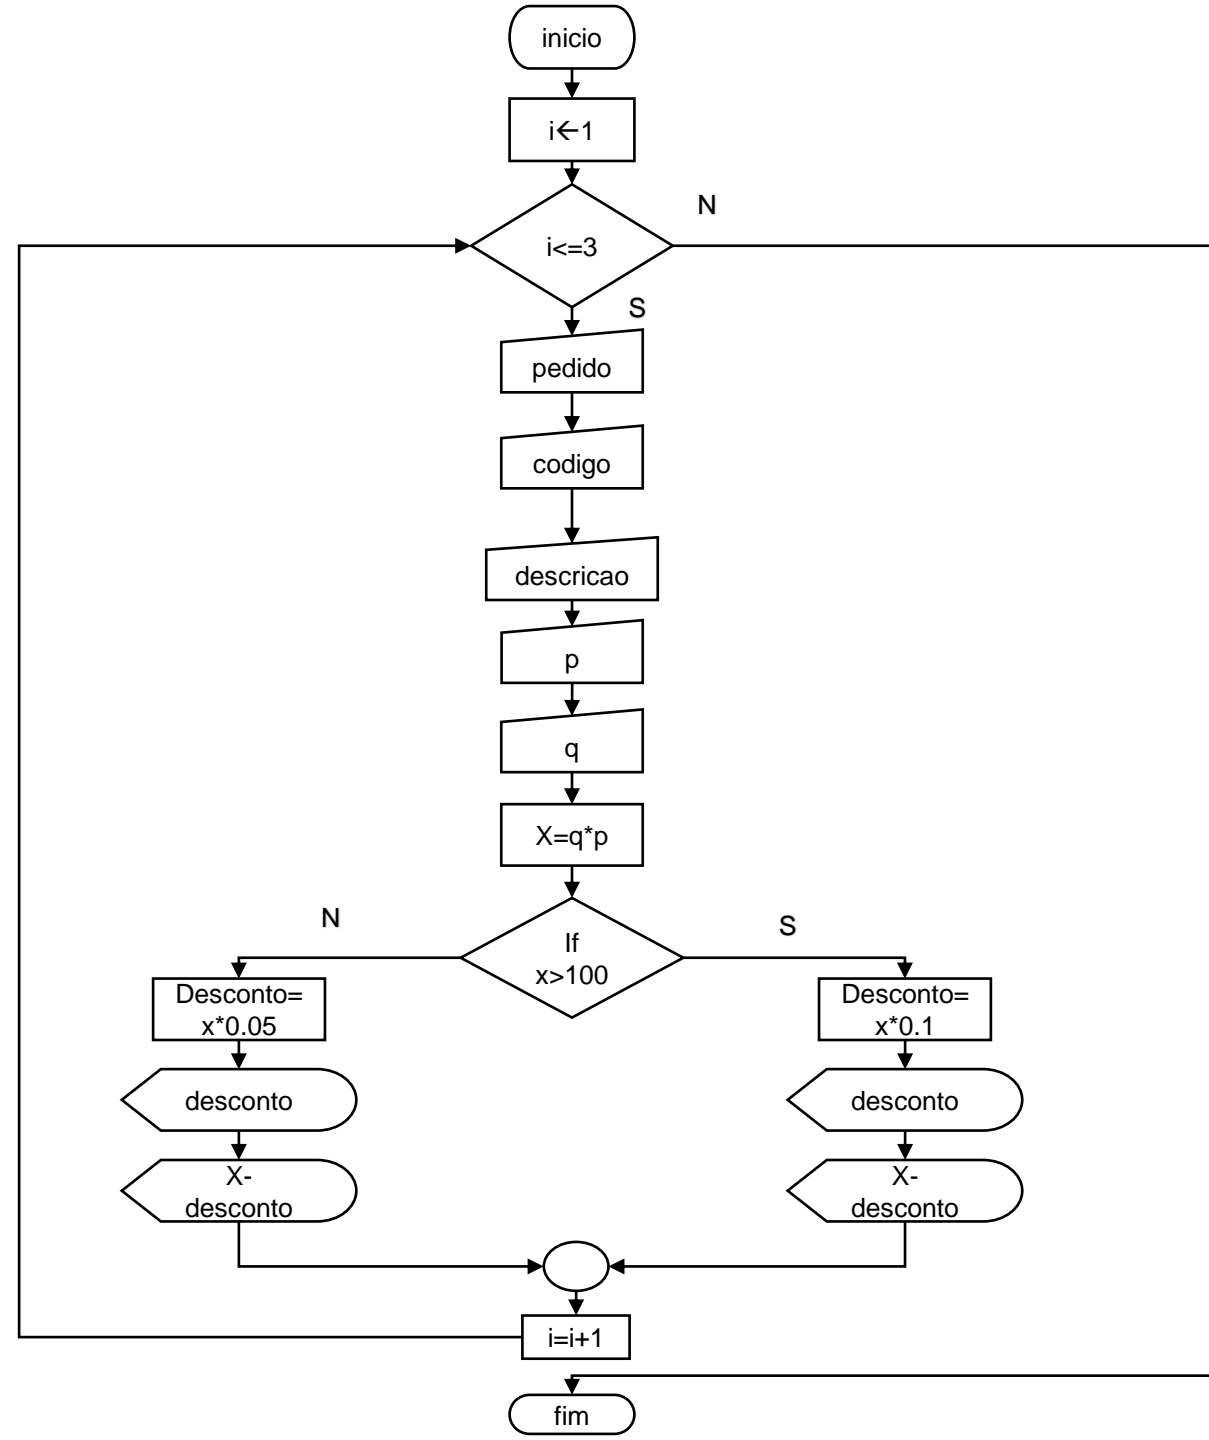 inicio
i←1
N
i<=3
S
pedido
codigo
descricao
p
q
X=q*p
N
S
If
x>100
Desconto=
x*0.05
Desconto=
x*0.1
desconto
desconto
X-
desconto
X-
desconto
i=i+1
fim